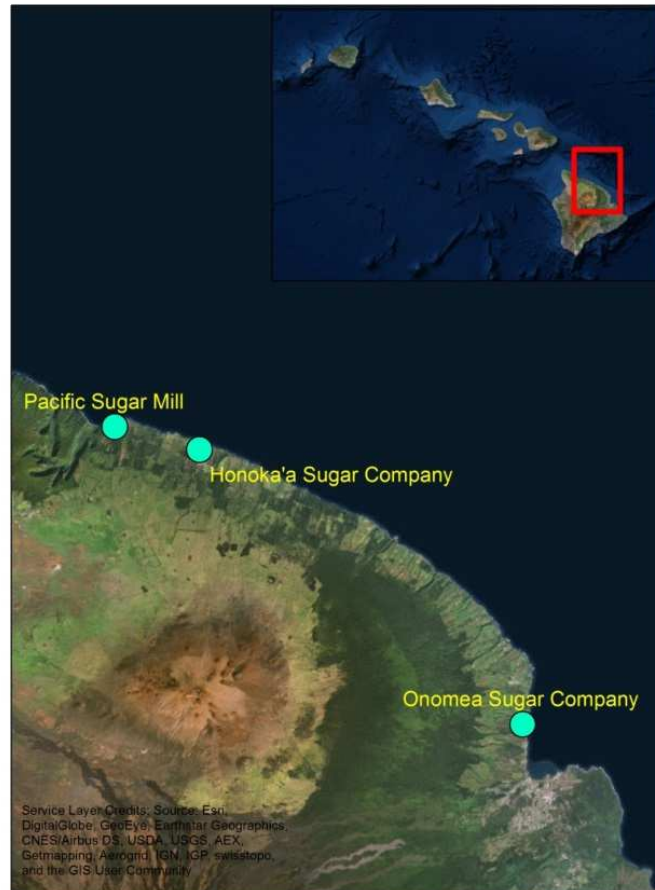 Pacific Sugar Mill
Honoka'a Sugar Company
Onomea Sugar Company
Service Layer Credits: Source: Esri,
DigitalGlobe, GeoEye, Earthstar Geographics,
CNES/Airbus DS, USDA, USGS, AEX,
Getmapping, Aerogrid, IGN, IGP, swisstopo,
and the GIS User Community